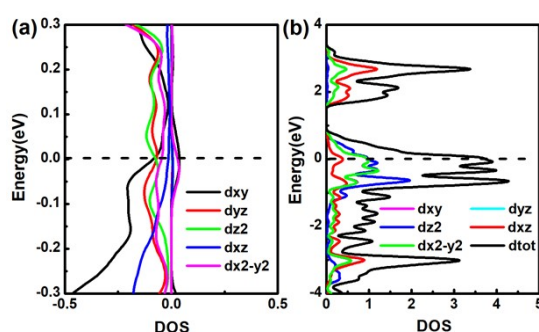 (a)
0.3
0.2
0.1
0.0
-0.1
-0.2
-0.3
Energy(eV)
dxy
dyz
dz2
dxz
dx2-y2
-0.5
0.0
0.5
DOS
(b)
4
2
0
-2
-4
Energy(eV)
dxy
dyz
dz2
dxz
dx2-y2
dtot
0 1 2 3 4 5
DOS